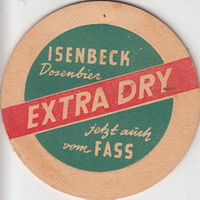 ISENBECK
Dosenbier
EXTRA DRY
jetzt auch
vom FASS